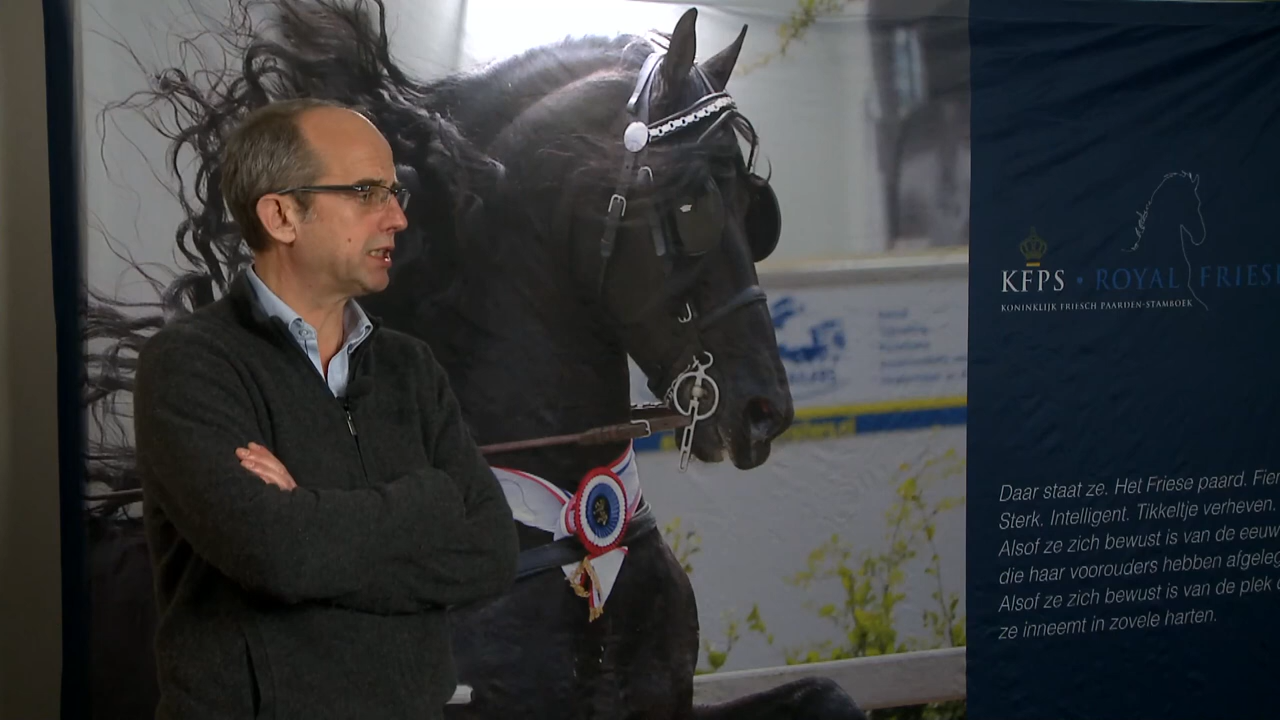 KFPS • ROYAL FRIES
KONINKLIJK FRIESCH PAARDEN-STAMBOEK
Daar staat ze. Het Friese paard. Fier
Sterk. Intelligent. Tikkeltje verheven.
Alsof ze zich bewust is van de eeuw
die haar voorouders hebben afgeleg
Alsof ze zich bewust is van de plek
ze inneemt in zovele harten.